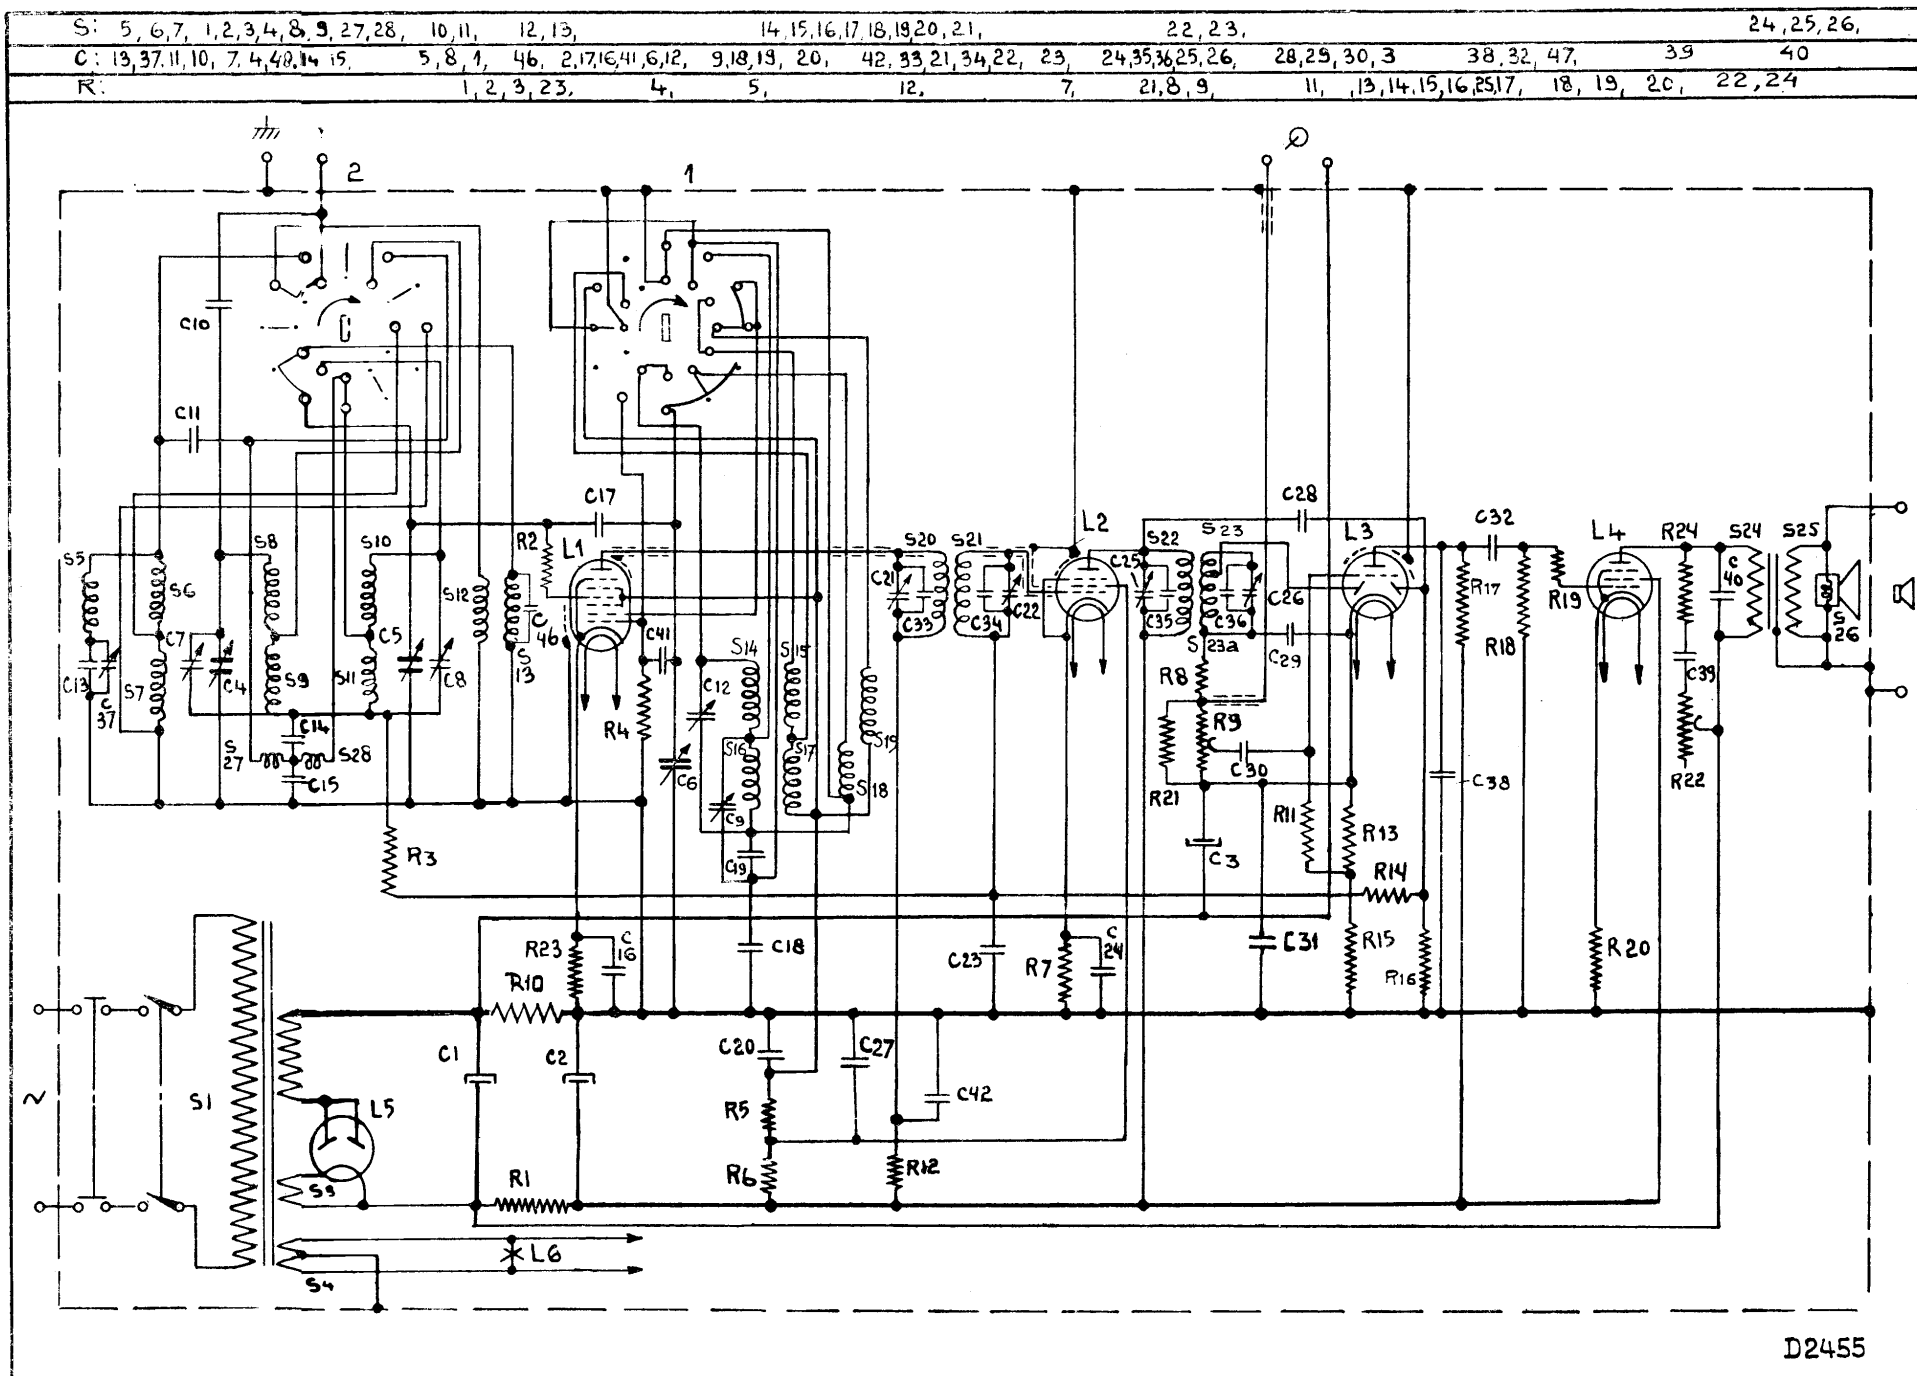 S: 5, 6, 7, 1, 2, 3, 4, 8, 9, 27, 28, 10, 11, 12, 13, 14, 15, 16, 17, 18, 19, 20, 21, 22, 23, 24, 25, 26,
C: 13, 37, 11, 10, 7, 4, 48, 14 15, 5, 8, 1, 46, 2, 17, 16, 41, 6, 12, 9, 18, 19, 20, 42, 33, 21, 34, 22, 23, 24, 35, 36, 25, 26, 28, 29, 30, 3 38, 32, 47, 39 40
R: 1, 2, 3, 23, 4, 5, 12, 7, 21, 8, 9, 11, 13, 14, 15, 16, 25, 17, 18, 19, 20, 22, 24
2 1
C10
C11
C17 C28 C32
S5 S6 S8 S10 S12 R2 L1 S20 S21 L2 S22 S23 L3 L4 R24 S24 S25
C21 C25 C26 R17 R19 C40
C7 C5 C46 C41 C33 C34 C22 C35 C36 R18 S26
C13 C37 S7 C4 S9 S11 C8 S13 R4 C12 S14 S15 R8 S23a C29 C39
C14 S16 S17 S19 R9
S27 S28 C15 C6 C9 S18 R21 C30 C38 R22
R3 C19 C3 R11 R13
R14
R23 C16 C18 C23 R7 C24 C31 R15 R16 R20
R10
C1 C2 C20 C27
~ S1 L5 R5 C42
S3 R1 R6 R12
S4 L6
D2455